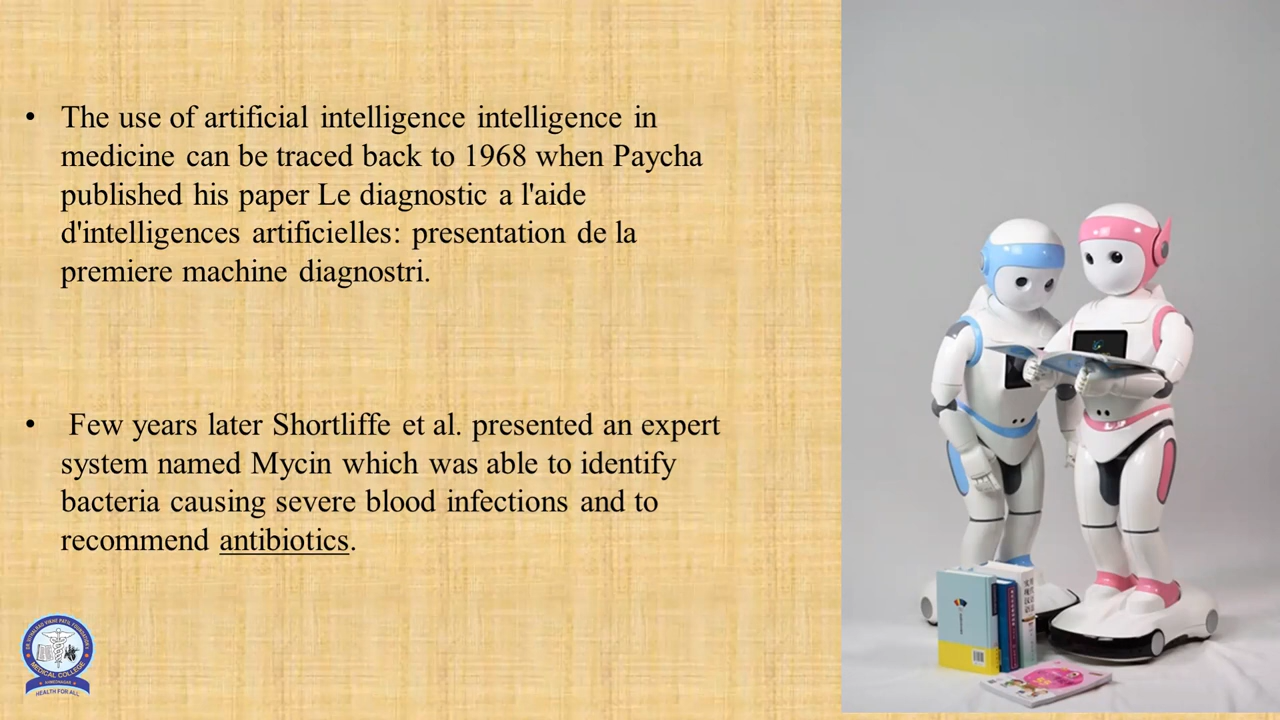 • The use of artificial intelligence intelligence in
medicine can be traced back to 1968 when Paycha
published his paper Le diagnostic a l'aide
d'intelligences artificielles: presentation de la
premiere machine diagnostri.
• Few years later Shortliffe et al. presented an expert
system named Mycin which was able to identify
bacteria causing severe blood infections and to
recommend antibiotics.
MEDICAL COLLEGE
HEALTH FOR ALL